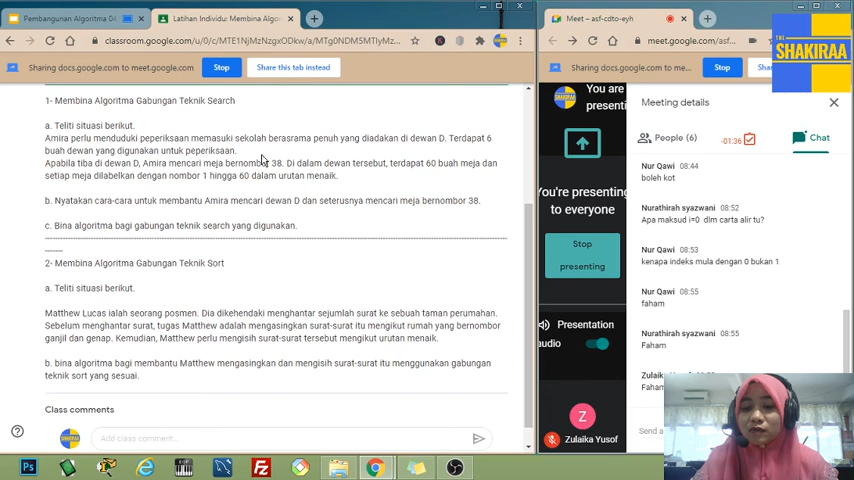 Pembangunan Algoritma Di
Latihan Individu: Membina Algo
Meet – asf-cdto-eyh
classroom.google.com/u/0/c/MTE1NjMzNzgxODkw/a/MTg0NDM5MTIyMz...
meet.google.com/asf...
Sharing docs.google.com to meet.google.com
Stop
Share this tab instead
Sharing docs.google.com to me...
Stop
THE
SHAKIRAA
1- Membina Algoritma Gabungan Teknik Search
a. Teliti situasi berikut.
Amira perlu menduduki peperiksaan memasuki sekolah berasrama penuh yang diadakan di dewan D. Terdapat 6
buah dewan yang digunakan untuk peperiksaan.
Apabila tiba di dewan D, Amira mencari meja bernombor 38. Di dalam dewan tersebut, terdapat 60 buah meja dan
setiap meja dilabelkan dengan nombor 1 hingga 60 dalam urutan menaik.
b. Nyatakan cara-cara untuk membantu Amira mencari dewan D dan seterusnya mencari meja bernombor 38.
c. Bina algoritma bagi gabungan teknik search yang digunakan.
2- Membina Algoritma Gabungan Teknik Sort
a. Teliti situasi berikut.
Matthew Lucas ialah seorang posmen. Dia dikehendaki menghantar sejumlah surat ke sebuah taman perumahan.
Sebelum menghantar surat, tugas Matthew adalah mengasingkan surat-surat itu mengikut rumah yang bernombor
ganjil dan genap. Kemudian, Matthew perlu mengisih surat-surat tersebut mengikut urutan menaik.
b. bina algoritma bagi membantu Matthew mengasingkan dan mengisih surat-surat itu menggunakan gabungan
teknik sort yang sesuai.
Class comments
Add class comment...
You are
presenti
You're presenting
to everyone
Stop
presenting
Presentation
audio
Z
Zulaika Yusof
Meeting details
People (6)
-01:36
Chat
Nur Qawi 08:44
boleh kot
Nurathirah syazwani 08:52
Apa maksud i=0 dlm carta alir tu?
Nur Qawi 08:53
kenapa indeks mula dengan 0 bukan 1
Nur Qawi 08:55
faham
Nurathirah syazwani 08:55
Faham
Zulaik
Faham
Send a
Ps